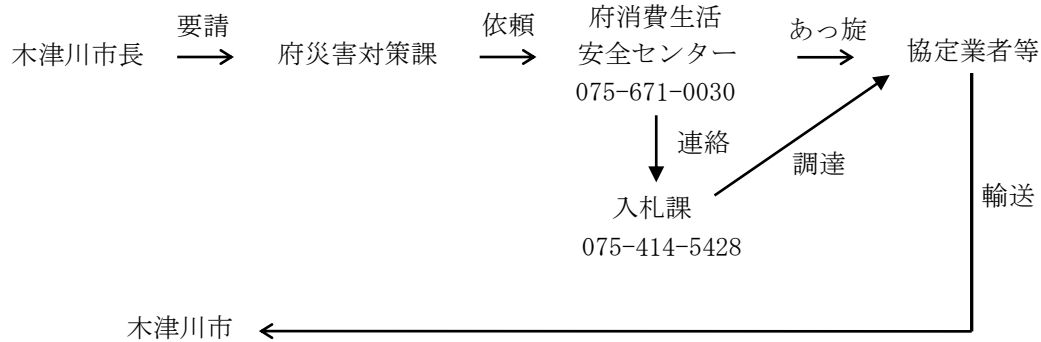 要請
依頼
府消費生活
あっ旋
木津川市長
府災害対策課
安全センター
協定業者等
075-671-0030
連絡
調達
入札課
輸送
075-414-5428
木津川市